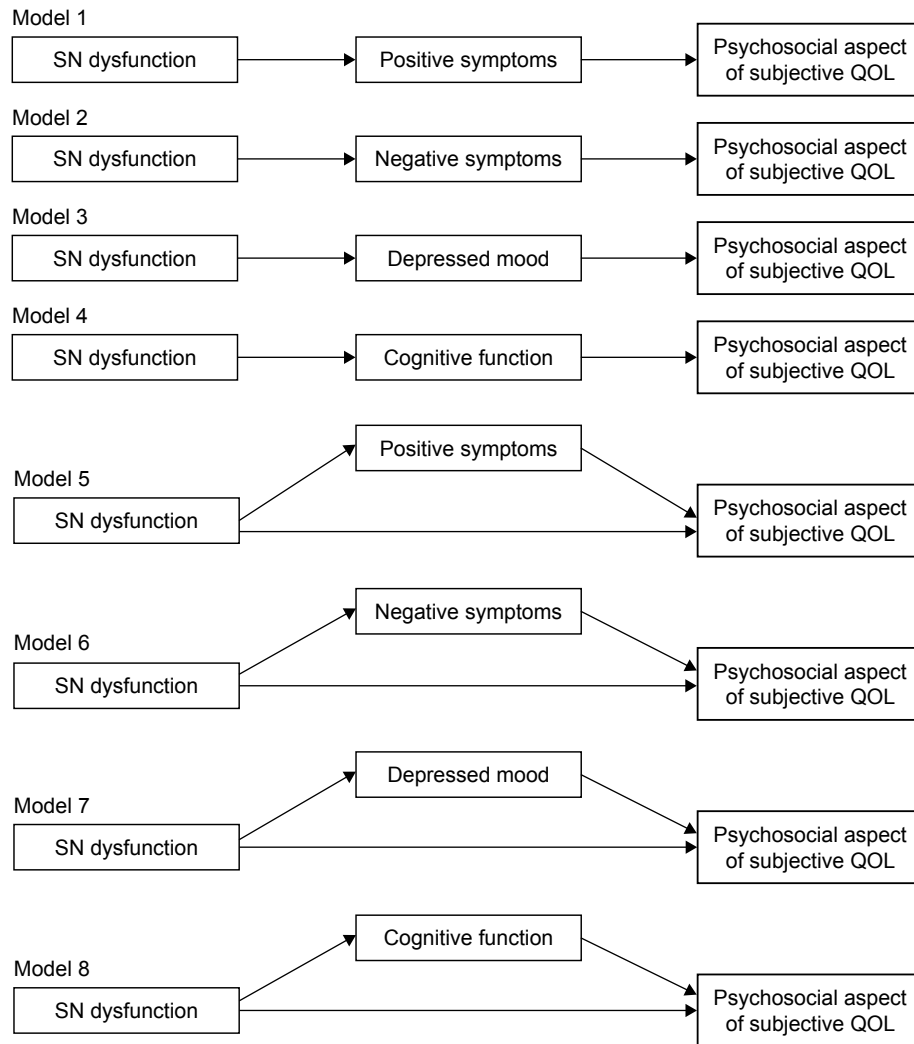 Model 1
SN dysfunction
Positive symptoms
Psychosocial aspect
of subjective QOL
Model 2
SN dysfunction
Negative symptoms
Psychosocial aspect
of subjective QOL
Model 3
SN dysfunction
Depressed mood
Psychosocial aspect
of subjective QOL
Model 4
SN dysfunction
Cognitive function
Psychosocial aspect
of subjective QOL
Model 5
SN dysfunction
Positive symptoms
Psychosocial aspect
of subjective QOL
Model 6
SN dysfunction
Negative symptoms
Psychosocial aspect
of subjective QOL
Model 7
SN dysfunction
Depressed mood
Psychosocial aspect
of subjective QOL
Model 8
SN dysfunction
Cognitive function
Psychosocial aspect
of subjective QOL